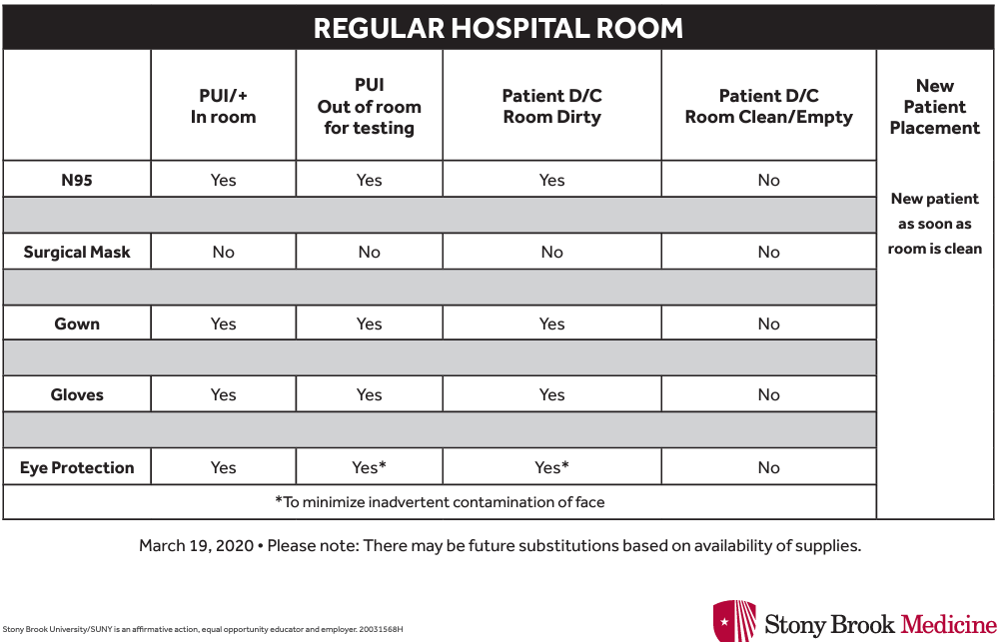 REGULAR HOSPITAL ROOM
PUI/+
In room
PUI
Out of room
for testing
Patient D/C
Room Dirty
Patient D/C
Room Clean/Empty
New
Patient
Placement
N95 Yes Yes Yes No
New patient
as soon as
room is clean
Surgical Mask No No No No
Gown Yes Yes Yes No
Gloves Yes Yes Yes No
Eye Protection Yes Yes* Yes* No
*To minimize inadvertent contamination of face
March 19, 2020 • Please note: There may be future substitutions based on availability of supplies.
Stony Brook University/SUNY is an affirmative action, equal opportunity educator and employer. 20031568H
Stony Brook Medicine